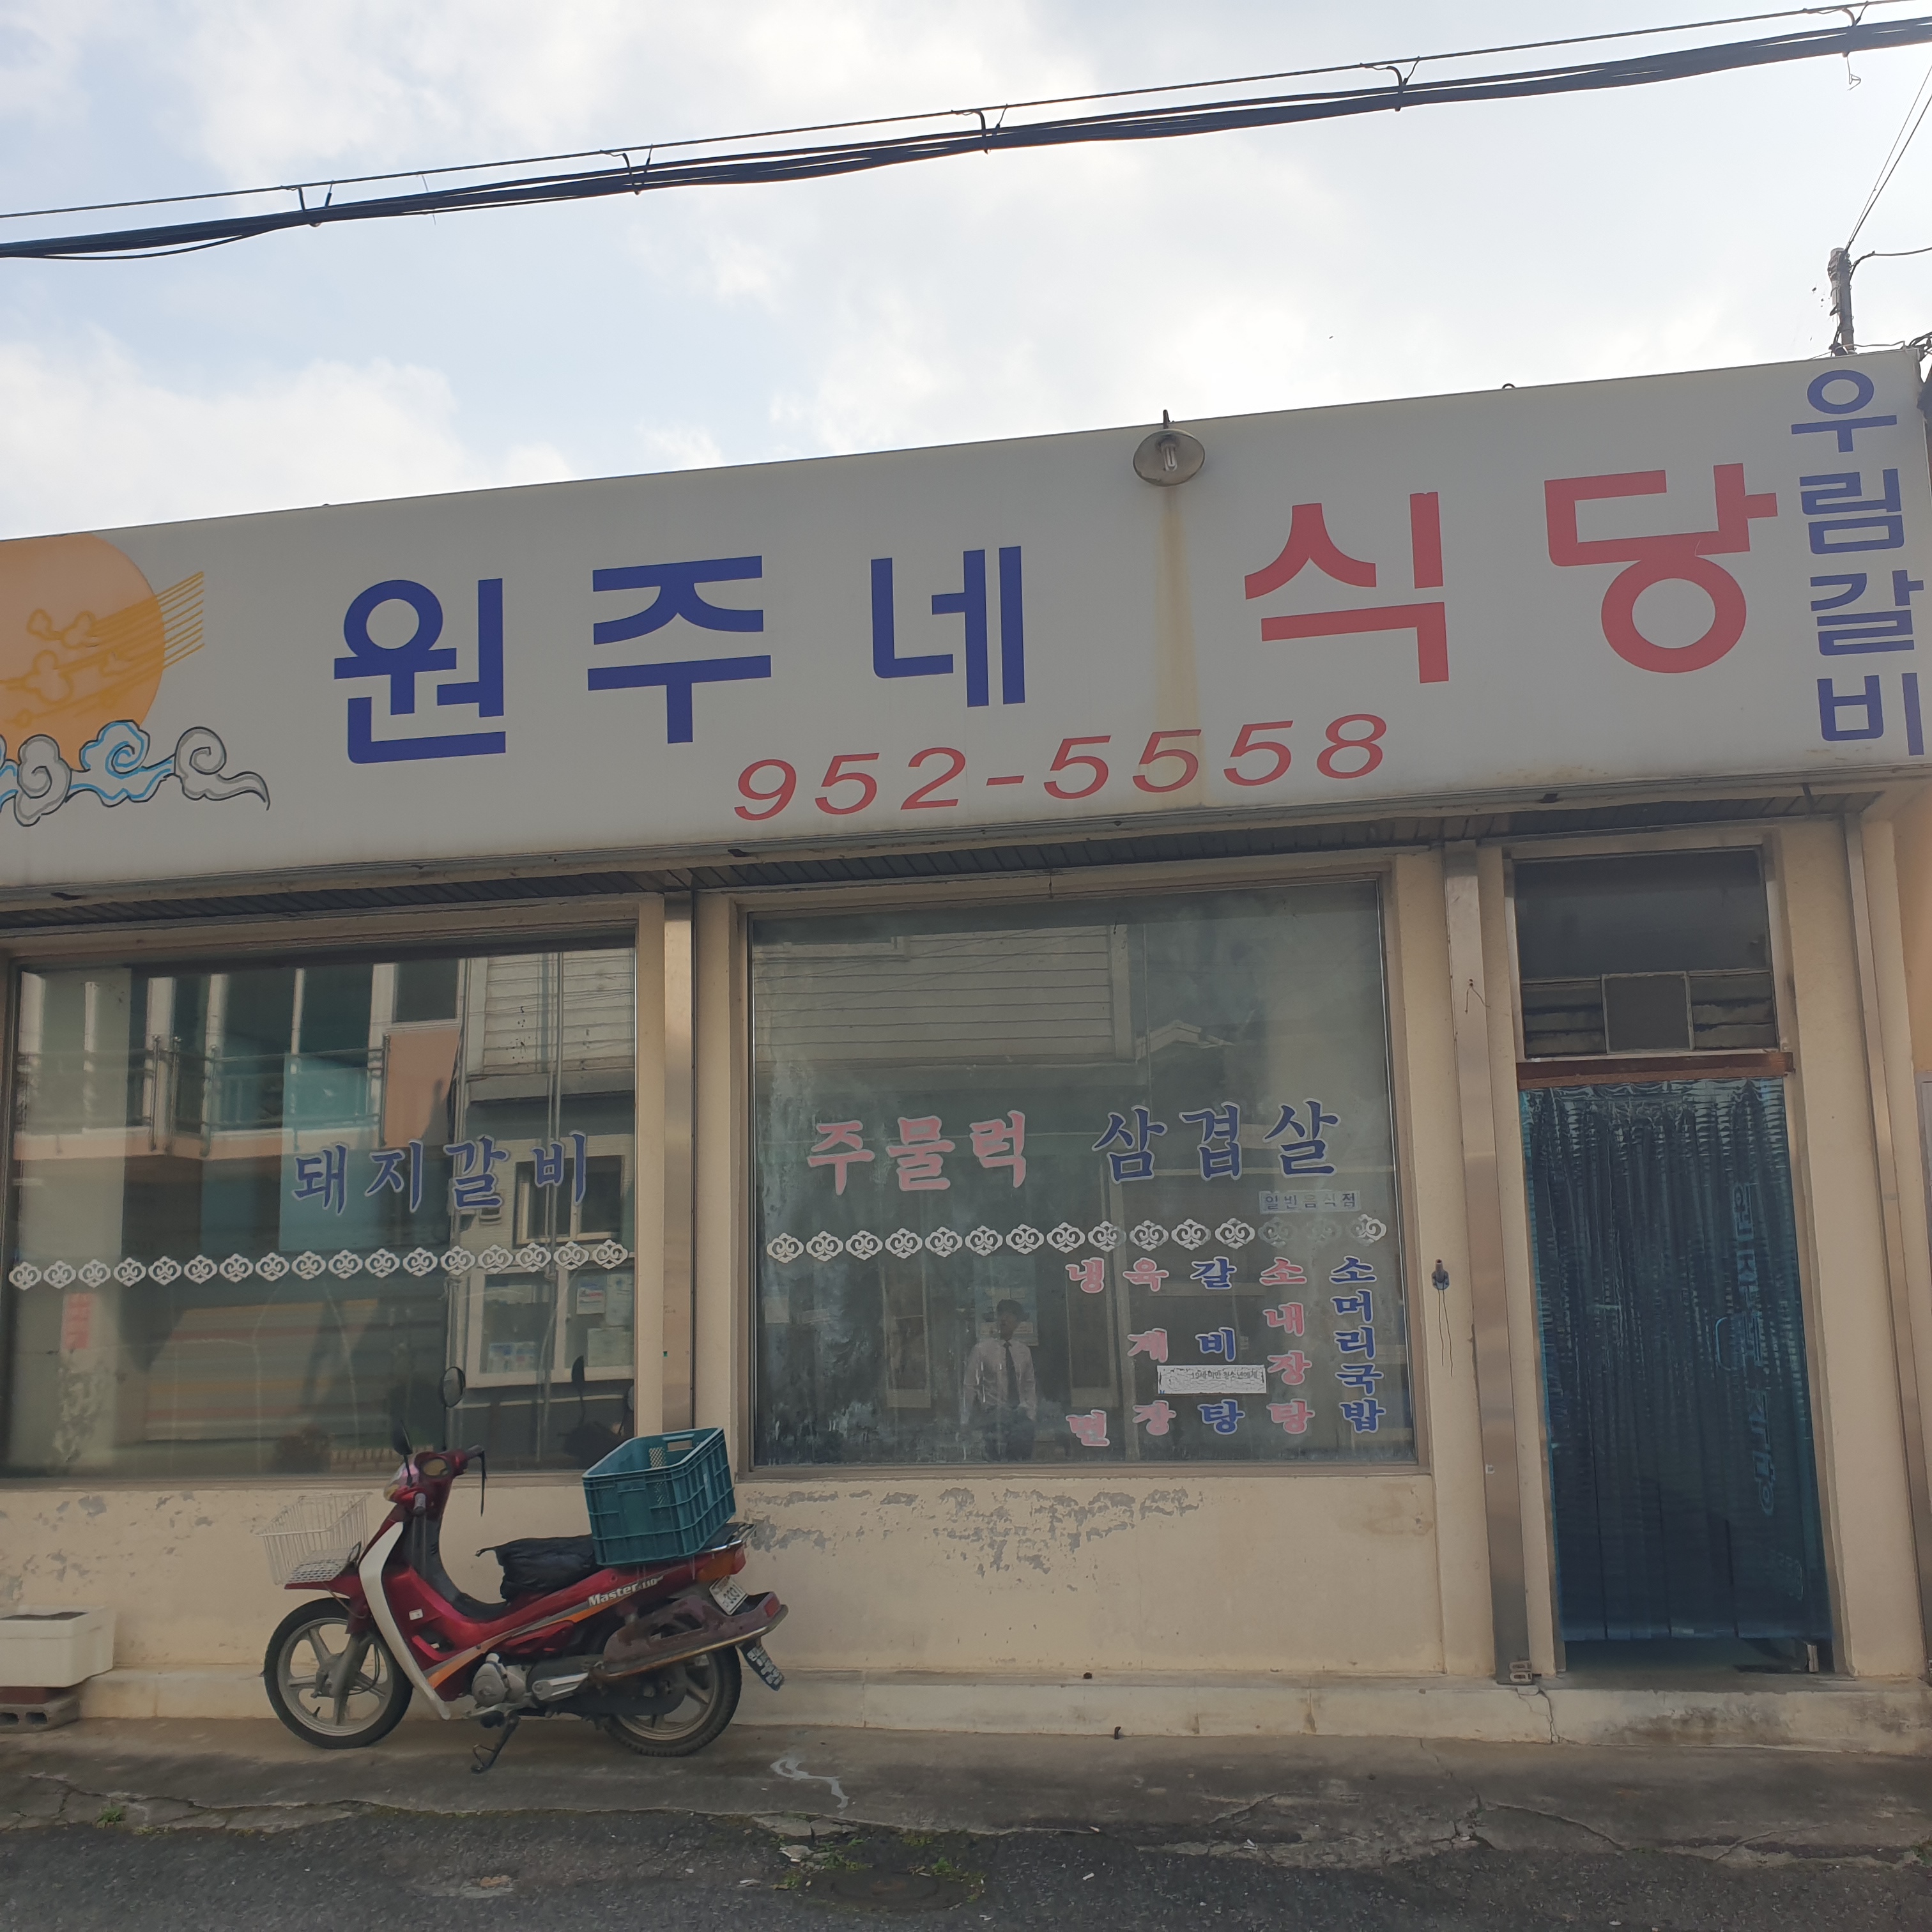 원주네 식당
우림갈비
952-5558
돼지갈비
주물럭 삼겹살
일반음식점
소머리국밥
소내장탕
갈비탕
육개장
냉면
Master 110